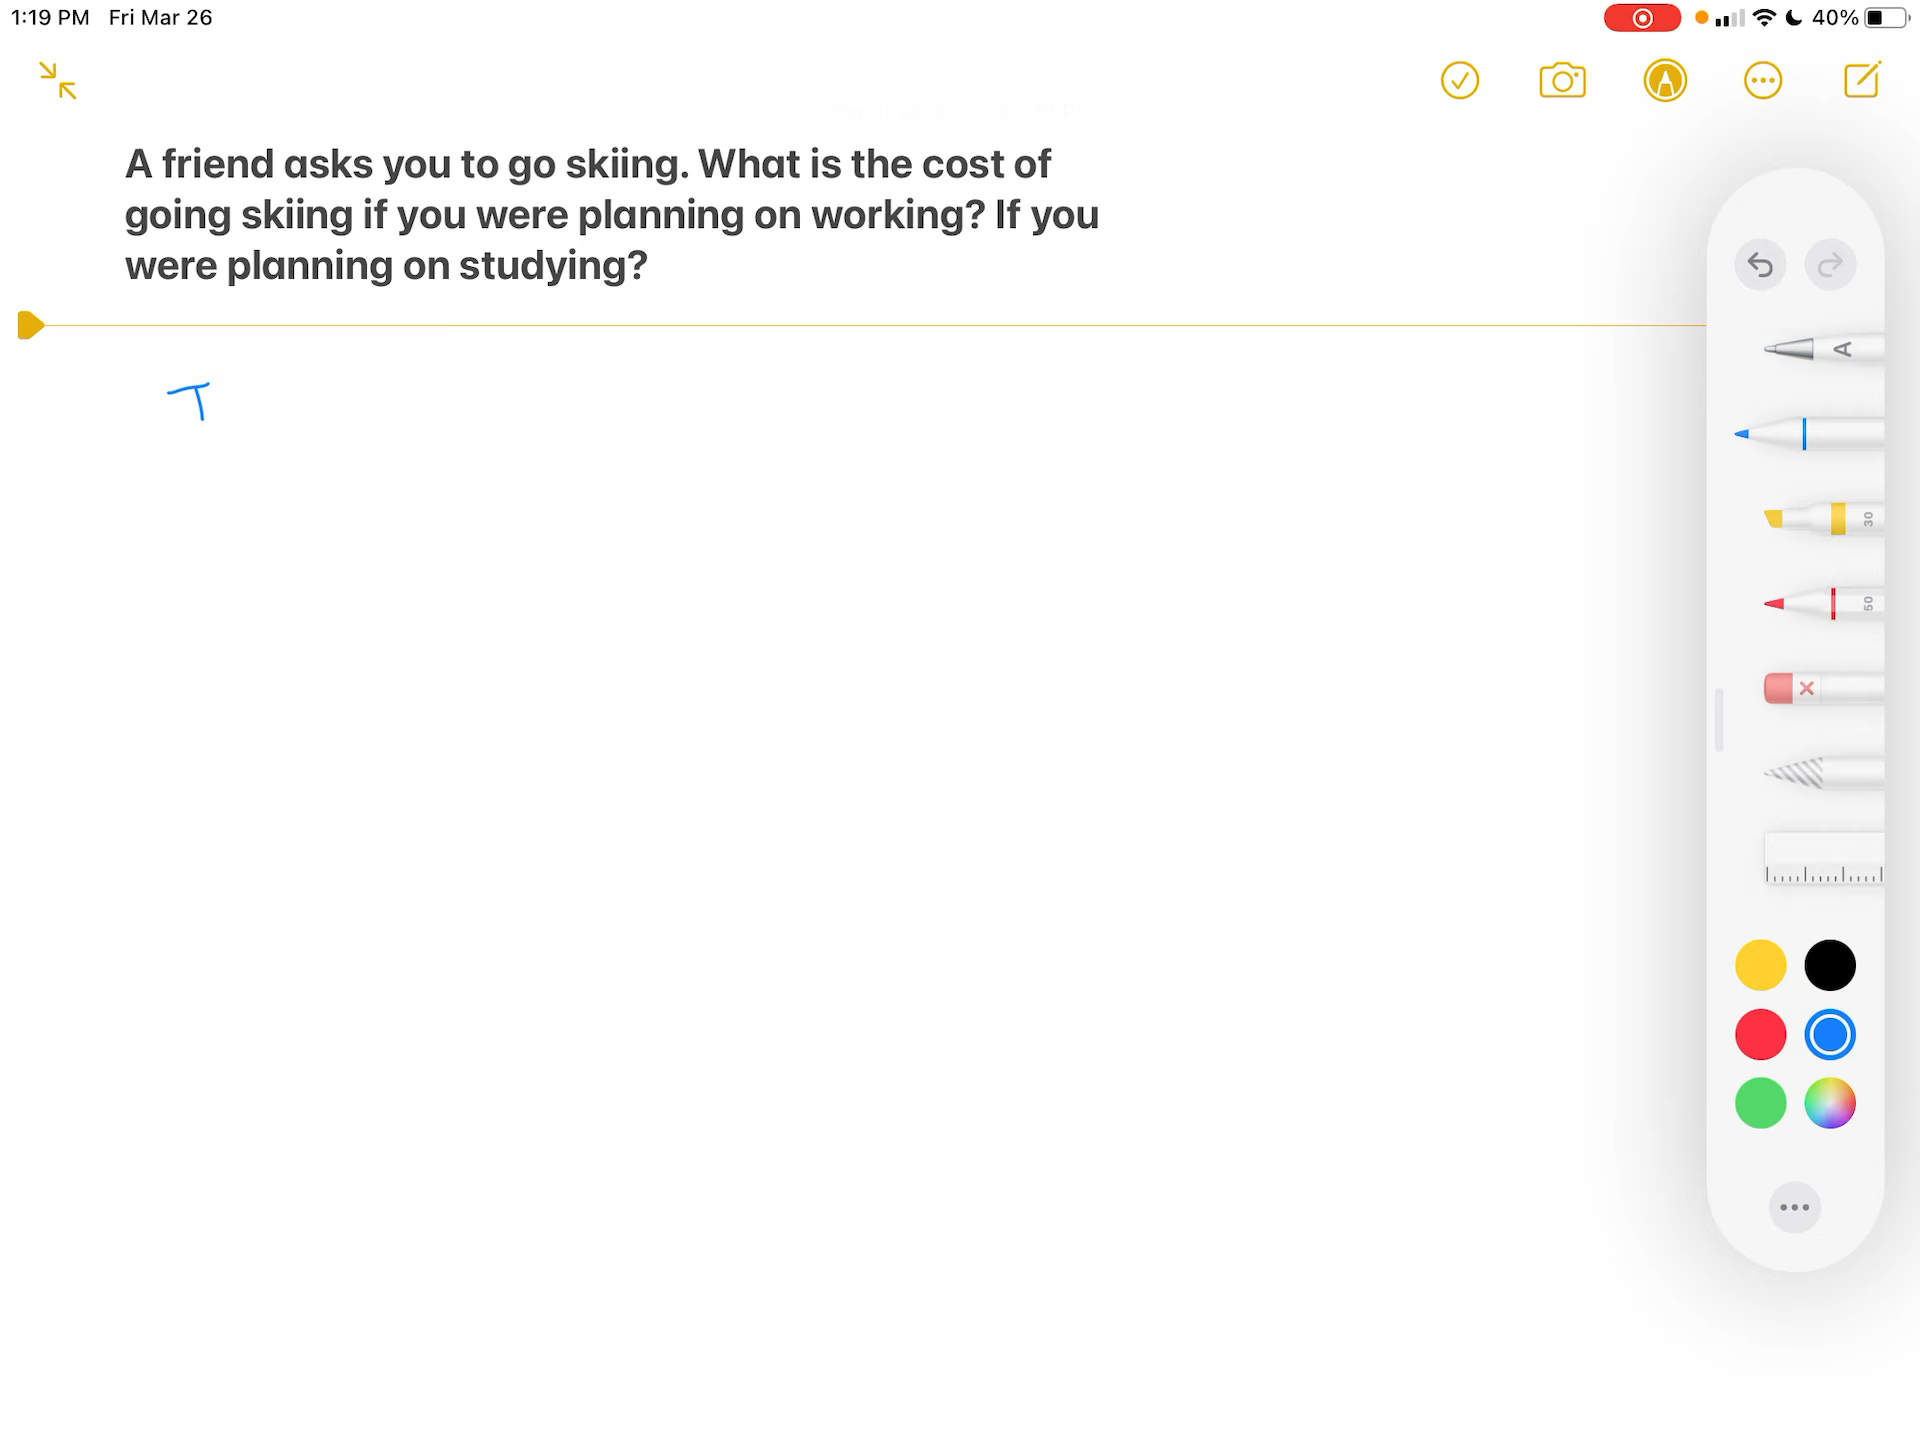 1:19 PM Fri Mar 26 40%
A friend asks you to go skiing. What is the cost of
going skiing if you were planning on working? If you
were planning on studying?
T
A
30
50